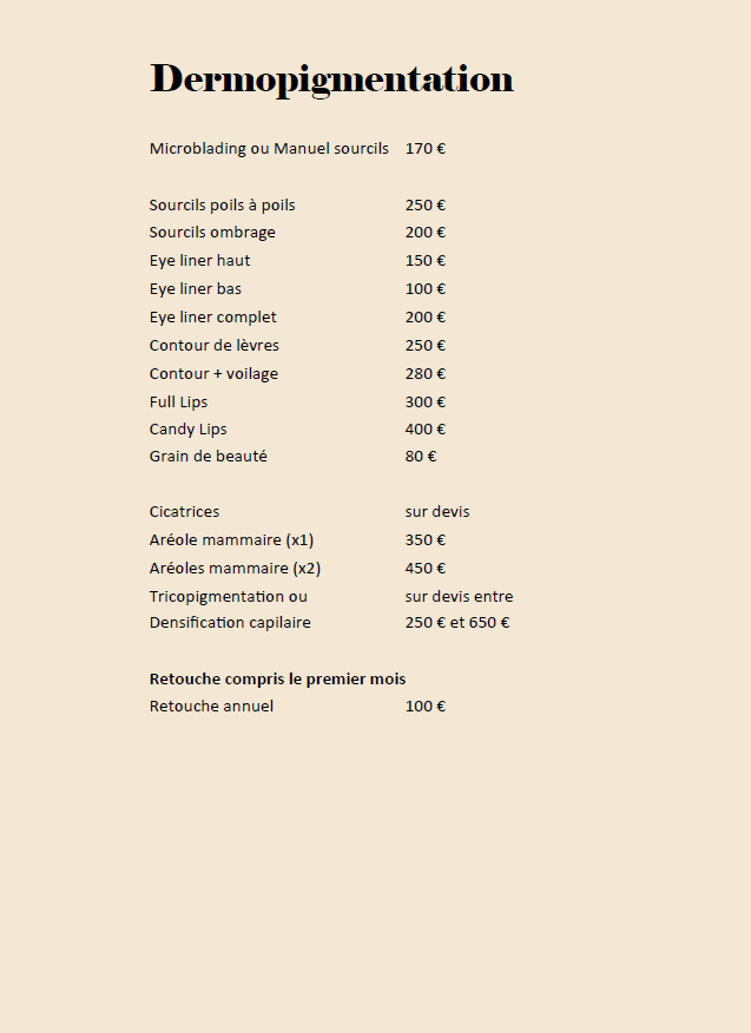 Dermopigmentation
Microblading ou Manuel sourcils 170 €
Sourcils poils à poils 250 €
Sourcils ombrage 200 €
Eye liner haut 150 €
Eye liner bas 100 €
Eye liner complet 200 €
Contour de lèvres 250 €
Contour + voilage 280 €
Full Lips 300 €
Candy Lips 400 €
Grain de beauté 80 €
Cicatrices sur devis
Aréole mammaire (x1) 350 €
Aréoles mammaire (x2) 450 €
Tricopigmentation ou sur devis entre
Densification capilaire 250 € et 650 €
Retouche compris le premier mois
Retouche annuel 100 €